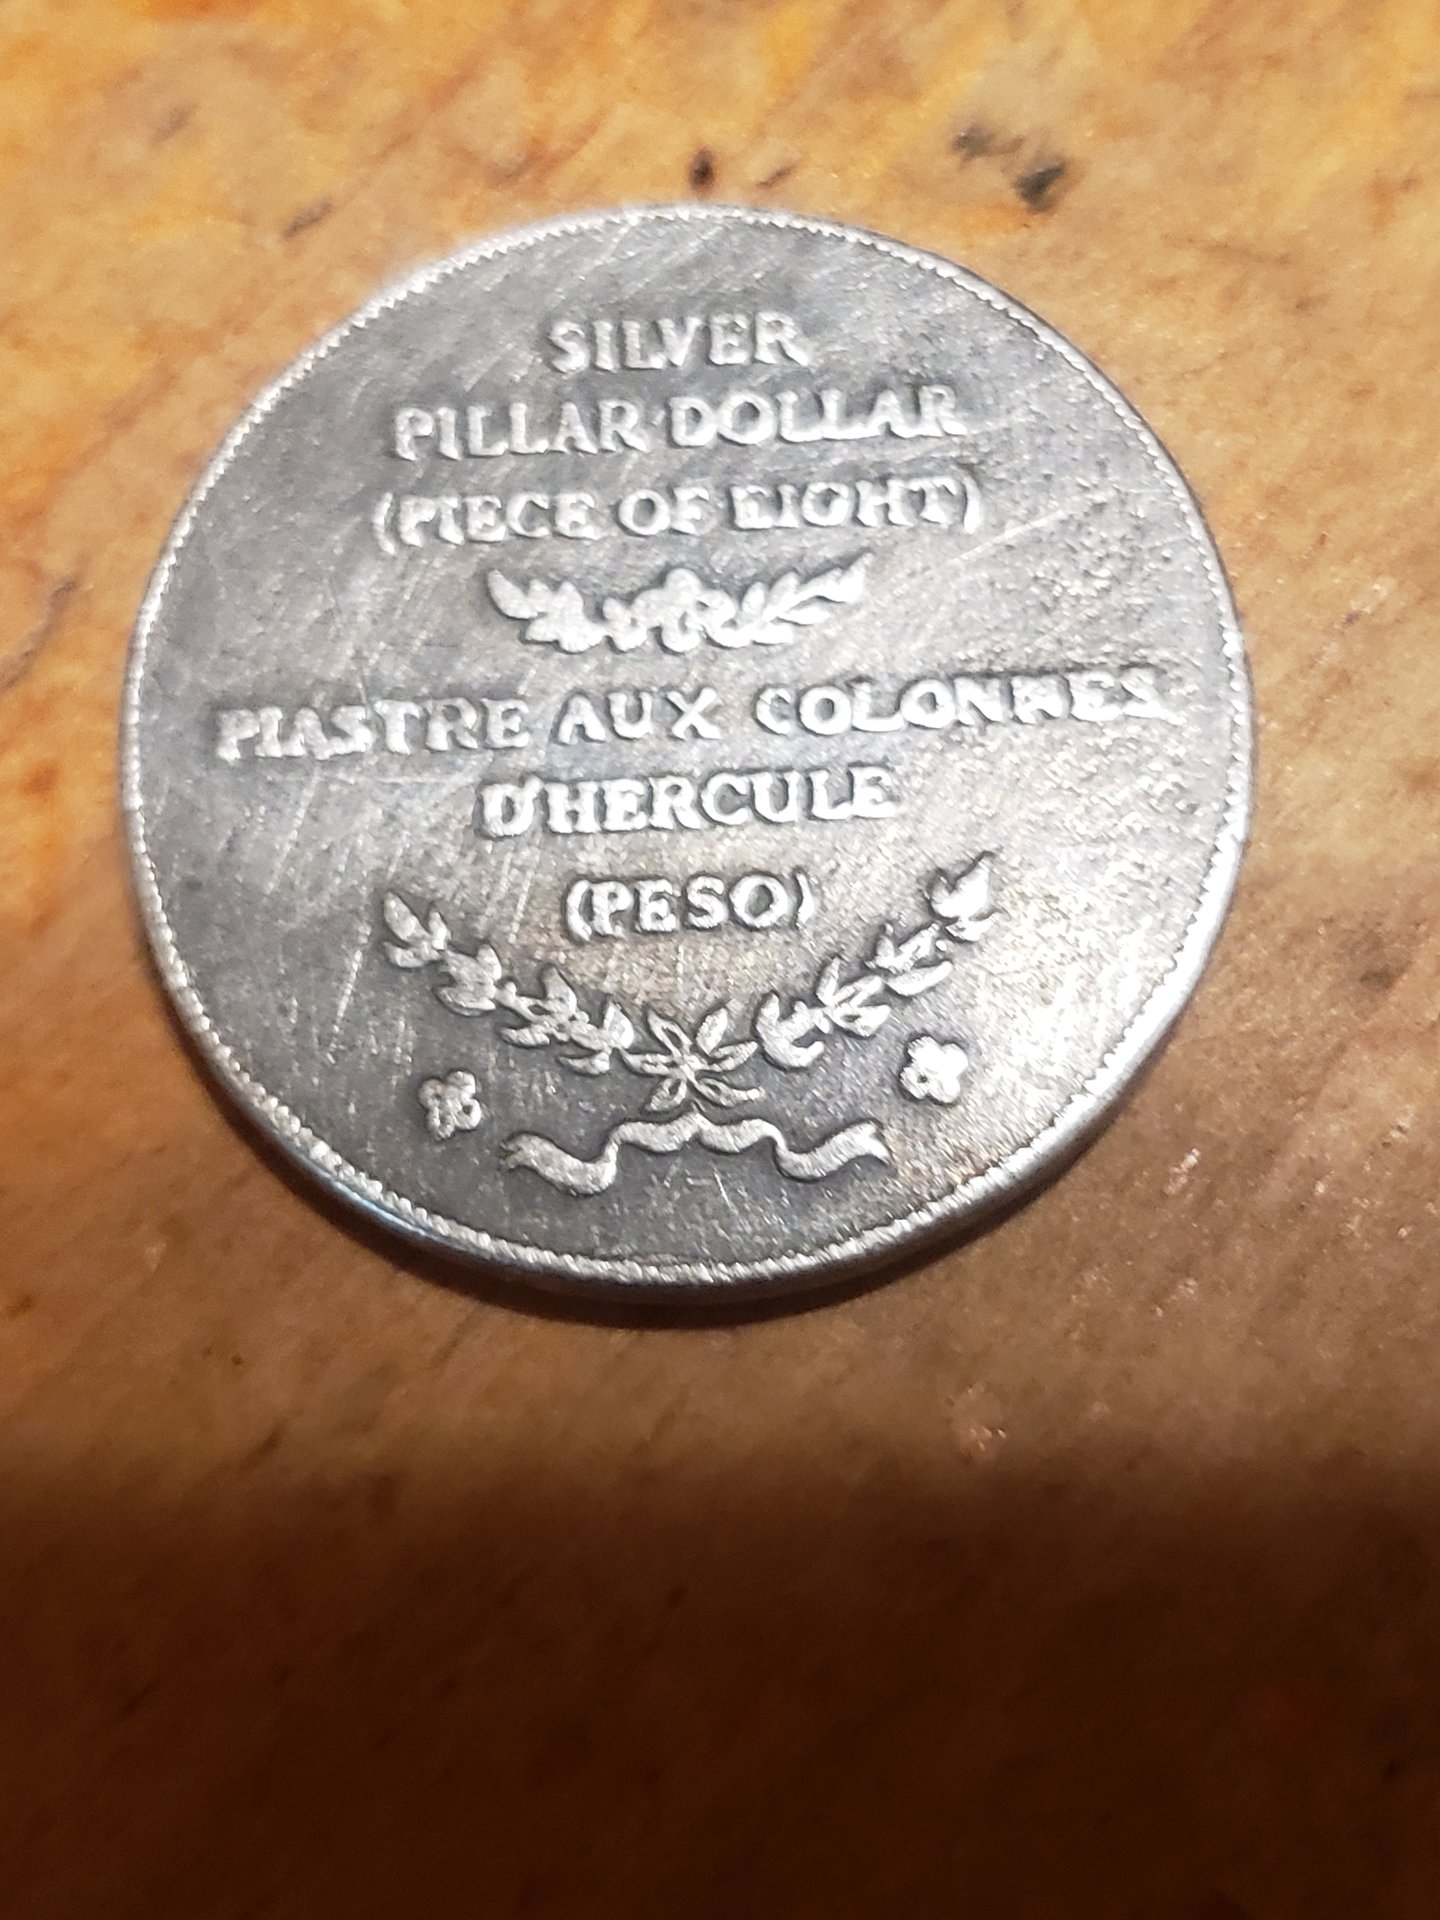 SILVER
PILLAR DOLLAR
(PIECE OF EIGHT)
PIASTRE AUX COLONNES
D'HERCULE
(PESO)